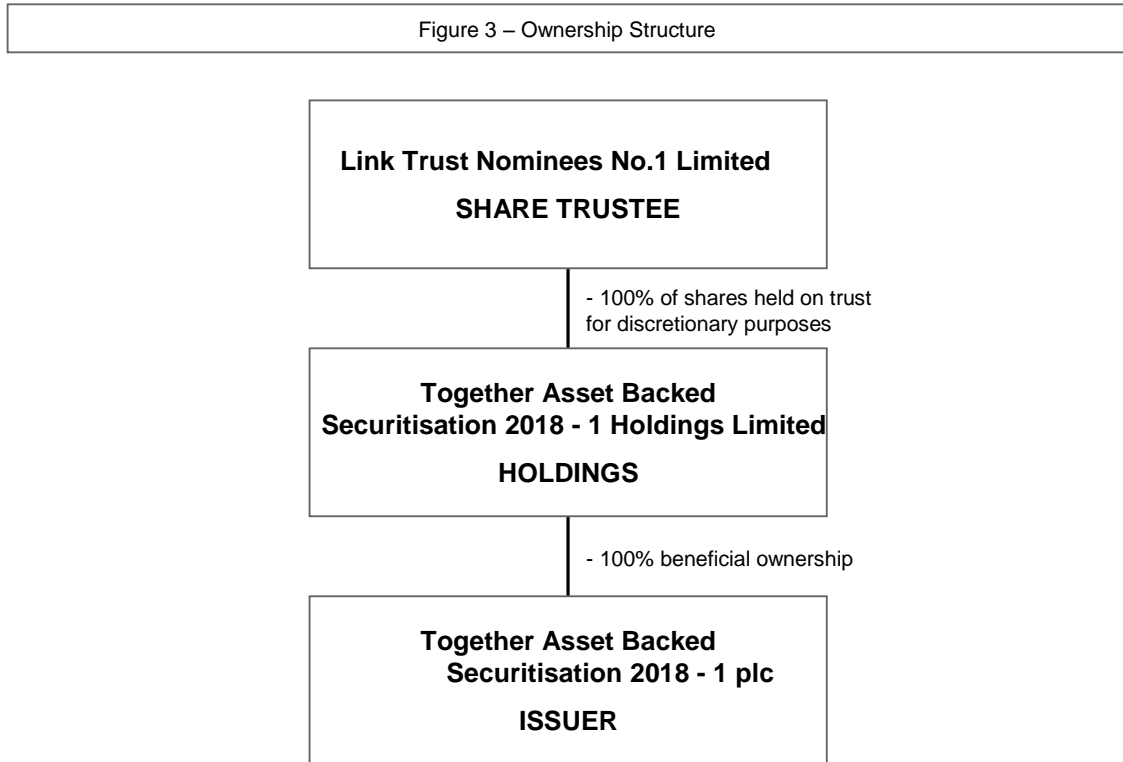 Figure 3 – Ownership Structure
Link Trust Nominees No.1 Limited
SHARE TRUSTEE
- 100% of shares held on trust
for discretionary purposes
Together Asset Backed
Securitisation 2018 - 1 Holdings Limited
HOLDINGS
- 100% beneficial ownership
Together Asset Backed
Securitisation 2018 - 1 plc
ISSUER